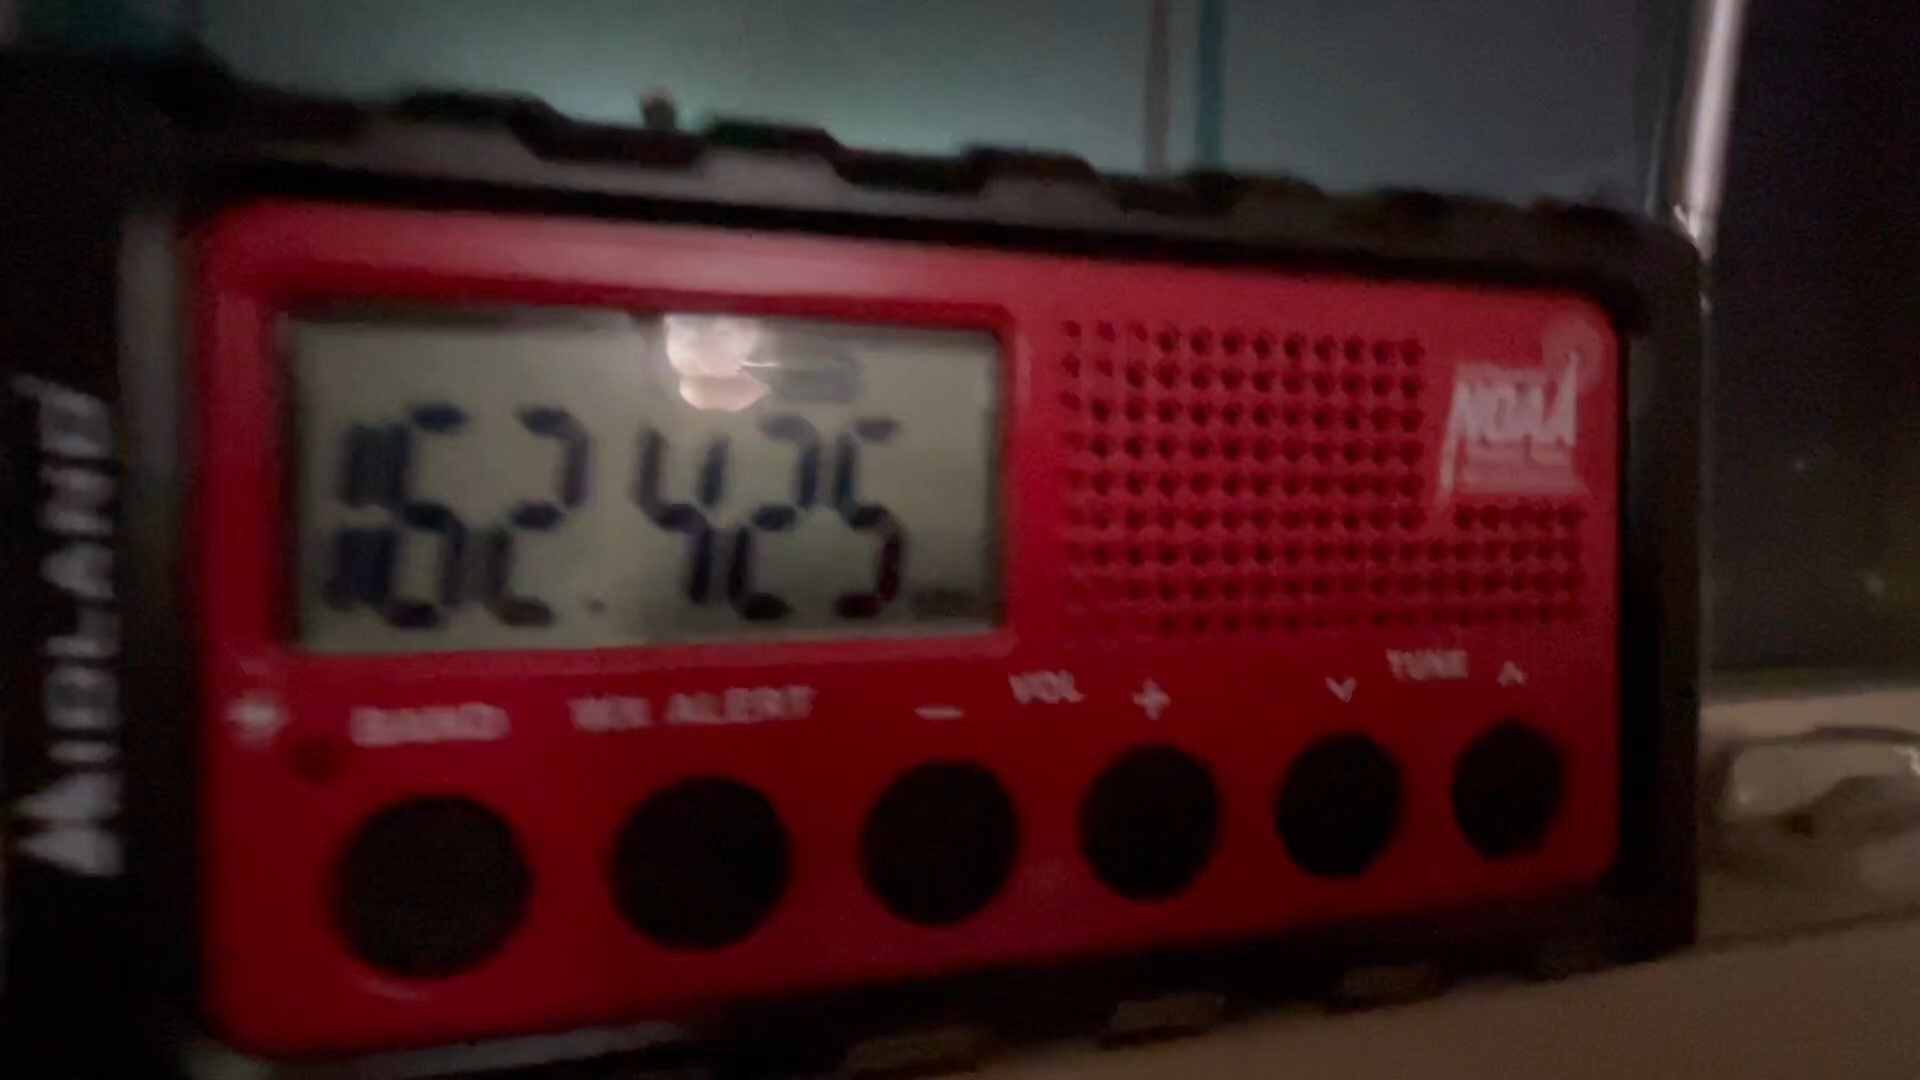 MIDLAND
162.425
NOAA
BAND
WX ALERT
− VOL +
∨ TUNE ∧